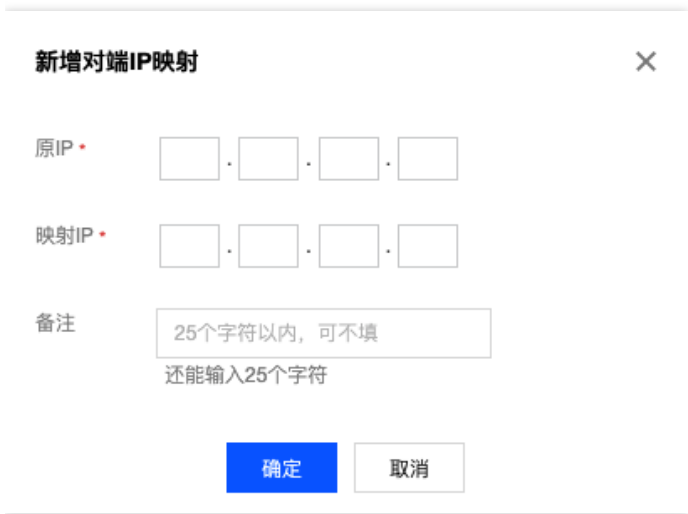 新增对端IP映射
原IP *
. . .
映射IP *
. . .
备注
25个字符以内，可不填
还能输入25个字符
确定 取消